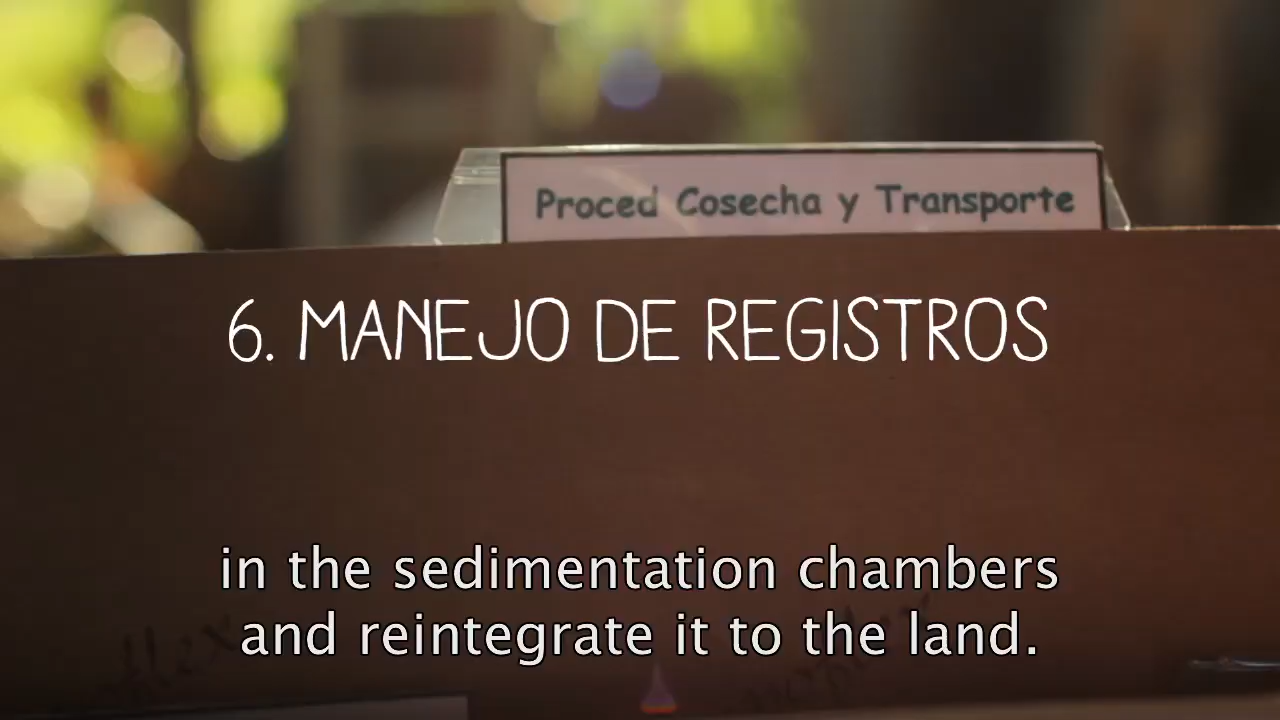 Proced Cosecha y Transporte
6. MANEJO DE REGISTROS
in the sedimentation chambers
and reintegrate it to the land.